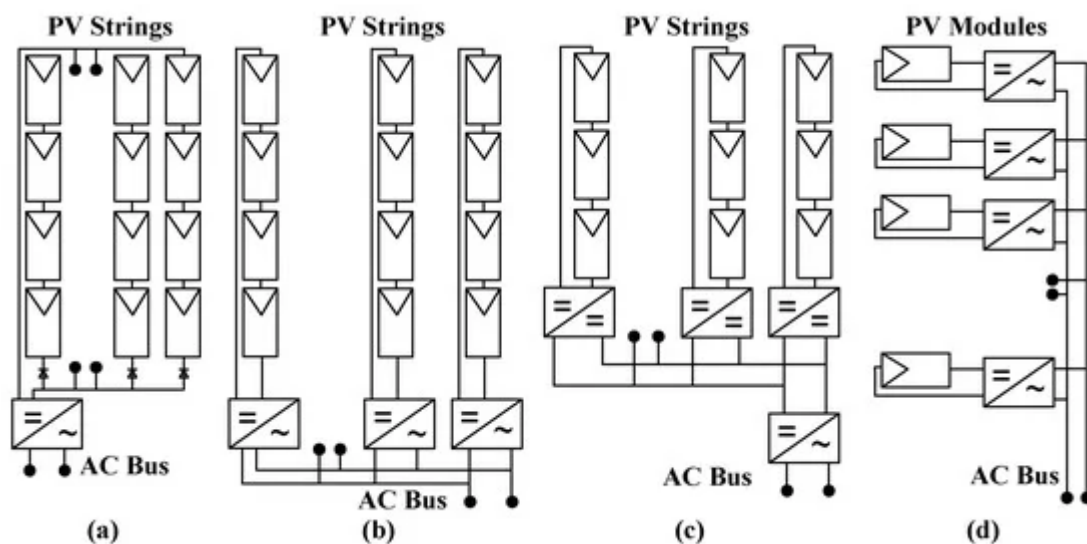 PV Strings
PV Strings
PV Strings
PV Modules
= ~
= ~
= ~
= ~
= =
= =
= =
= ~
= ~
= ~
= ~
= ~
AC Bus
AC Bus
AC Bus
AC Bus
(a)
(b)
(c)
(d)